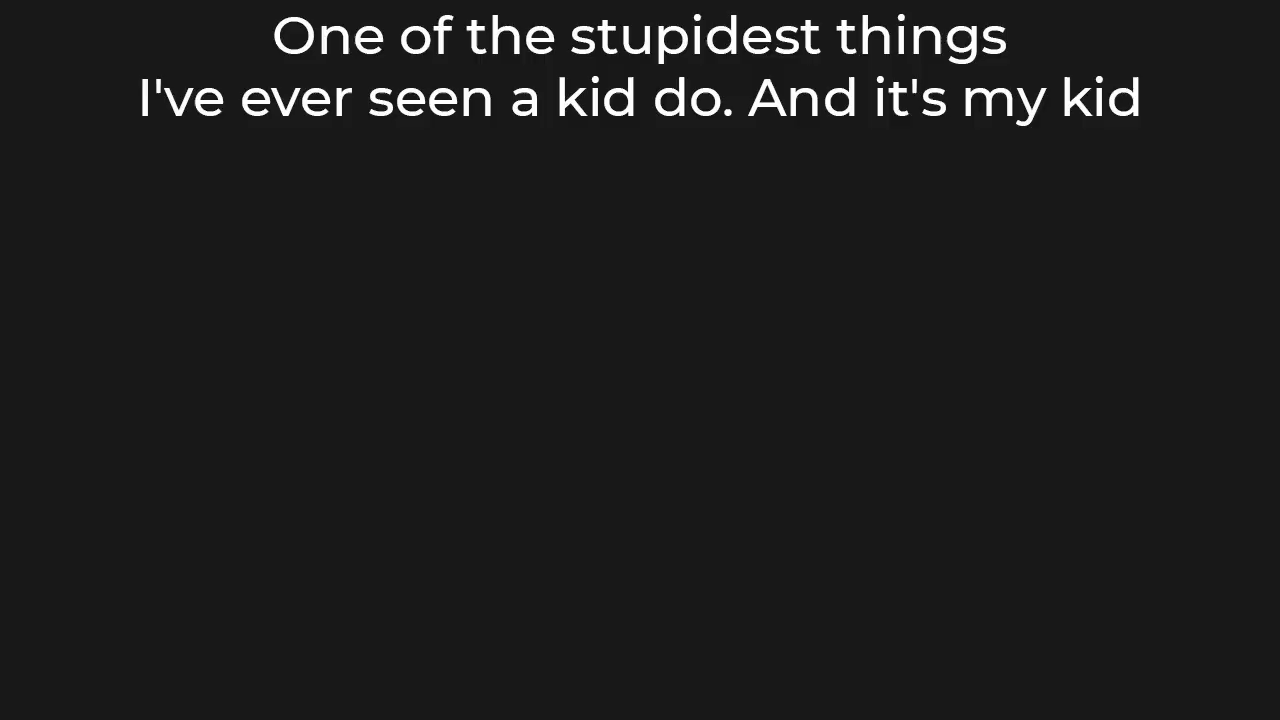 One of the stupidest things
I've ever seen a kid do. And it's my kid